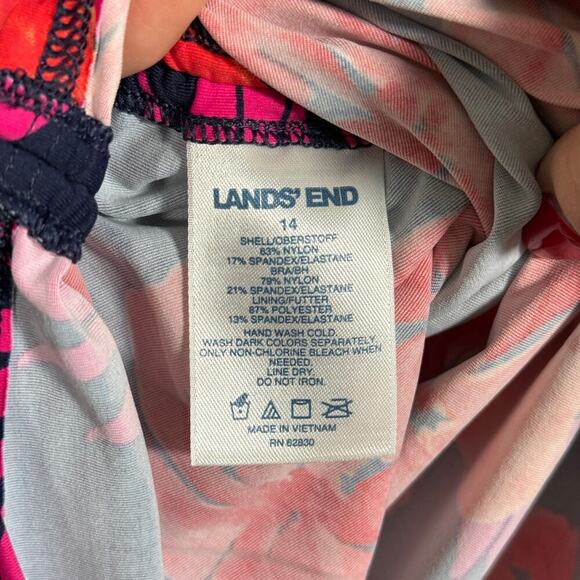 LANDS' END
14
SHELL/OBERSTOFF
83% NYLON
17% SPANDEX/ELASTANE
BRA/BH
79% NYLON
21% SPANDEX/ELASTANE
LINING/FUTTER
87% POLYESTER
13% SPANDEX/ELASTANE
HAND WASH COLD.
WASH DARK COLORS SEPARATELY
ONLY NON-CHLORINE BLEACH WHEN
NEEDED.
LINE DRY.
DO NOT IRON.
MADE IN VIETNAM
RN 62830